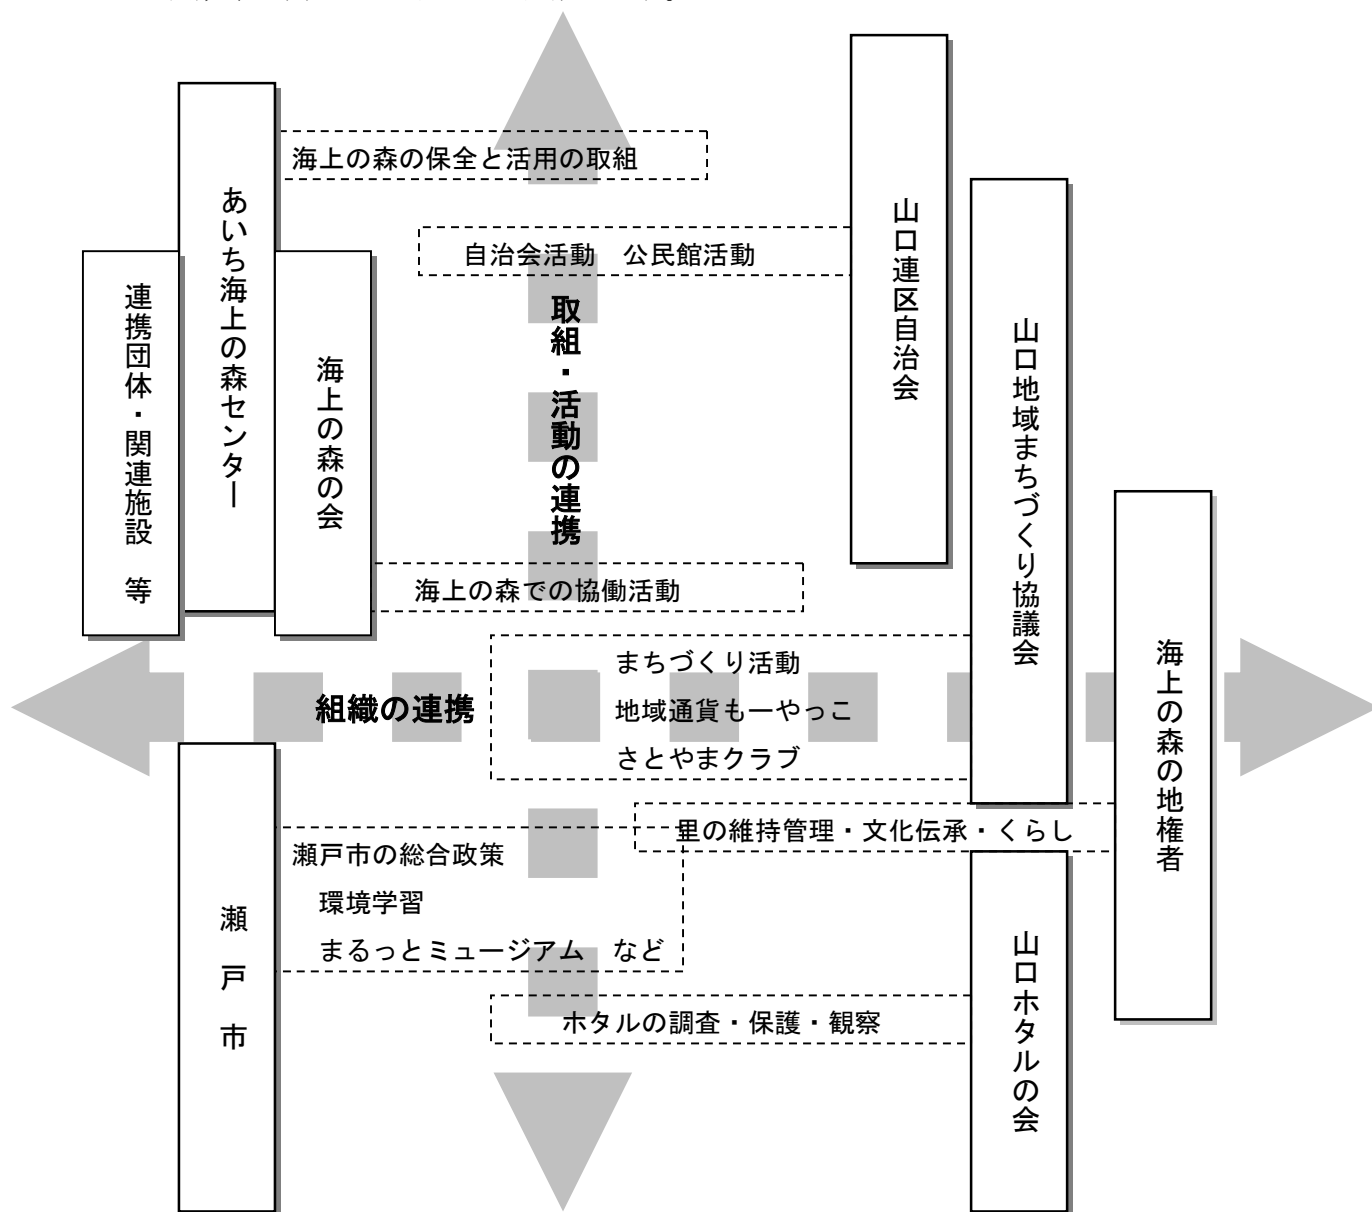 海上の森の保全と活用の取組
自治会活動　公民館活動
あいち海上の森センター
連携団体・関連施設　等
海上の森の会
取組・活動の連携
山口連区自治会
山口地域まちづくり協議会
海上の森での協働活動
組織の連携
まちづくり活動
地域通貨もーやっこ
さとやまクラブ
海上の森の地権者
里の維持管理・文化伝承・くらし
瀬戸市の総合政策
環境学習
まるっとミュージアム　など
瀬　戸　市
ホタルの調査・保護・観察
山口ホタルの会